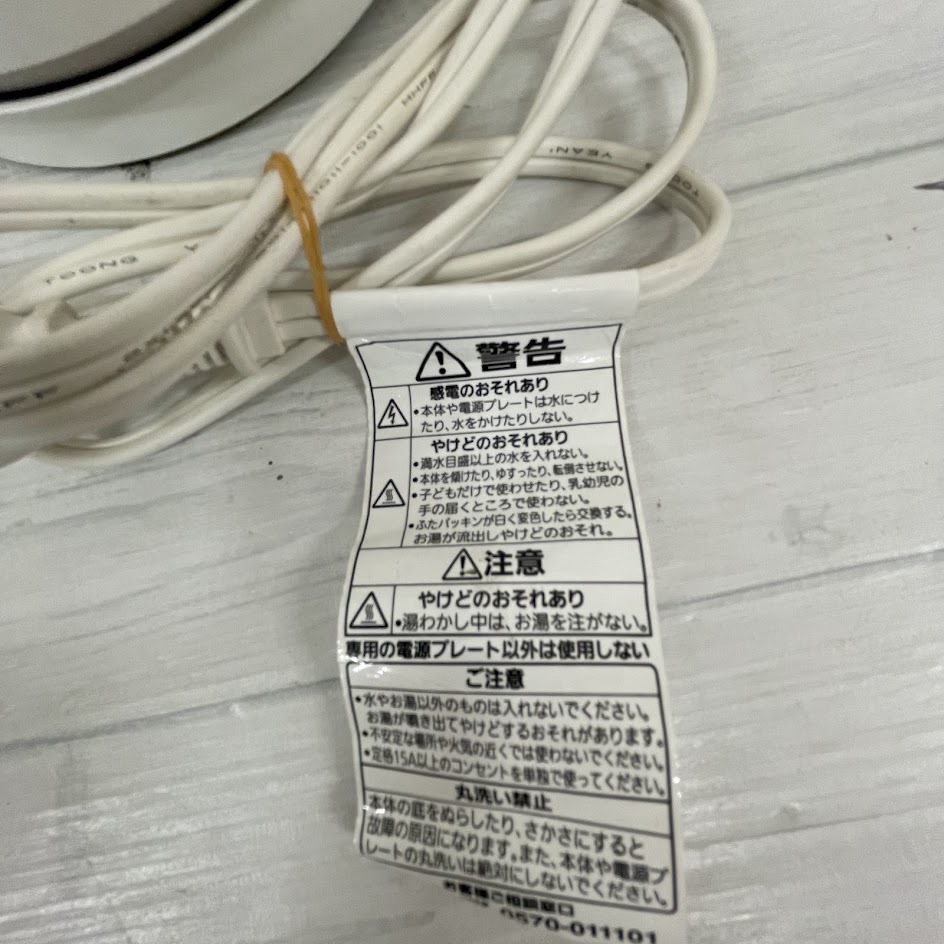 HHFF
YEAN
TOONG
警告
感電のおそれあり
•本体や電源プレートは水につけ
たり、水をかけたりしない。
やけどのおそれあり
•満水目盛以上の水を入れない。
•本体を傾けたり、ゆすったり、転倒させない。
•子どもだけで使わせたり、乳幼児の
手の届くところで使わない。
•ふたパッキンが白く変色したら交換する。
お湯が流出しやけどのおそれ。
注意
やけどのおそれあり
•湯わかし中は、お湯を注がない。
専用の電源プレート以外は使用しない
ご注意
•水やお湯以外のものは入れないでください。
お湯が噴き出てやけどするおそれがあります。
•不安定な場所や火気の近くでは使わないでください。
•定格15A以上のコンセントを単独で使ってください。
丸洗い禁止
本体の底をぬらしたり、さかさにすると
故障の原因になります。また、本体や電源プ
レートの丸洗いは絶対にしないでください。
お客様ご相談窓口
0570-011101